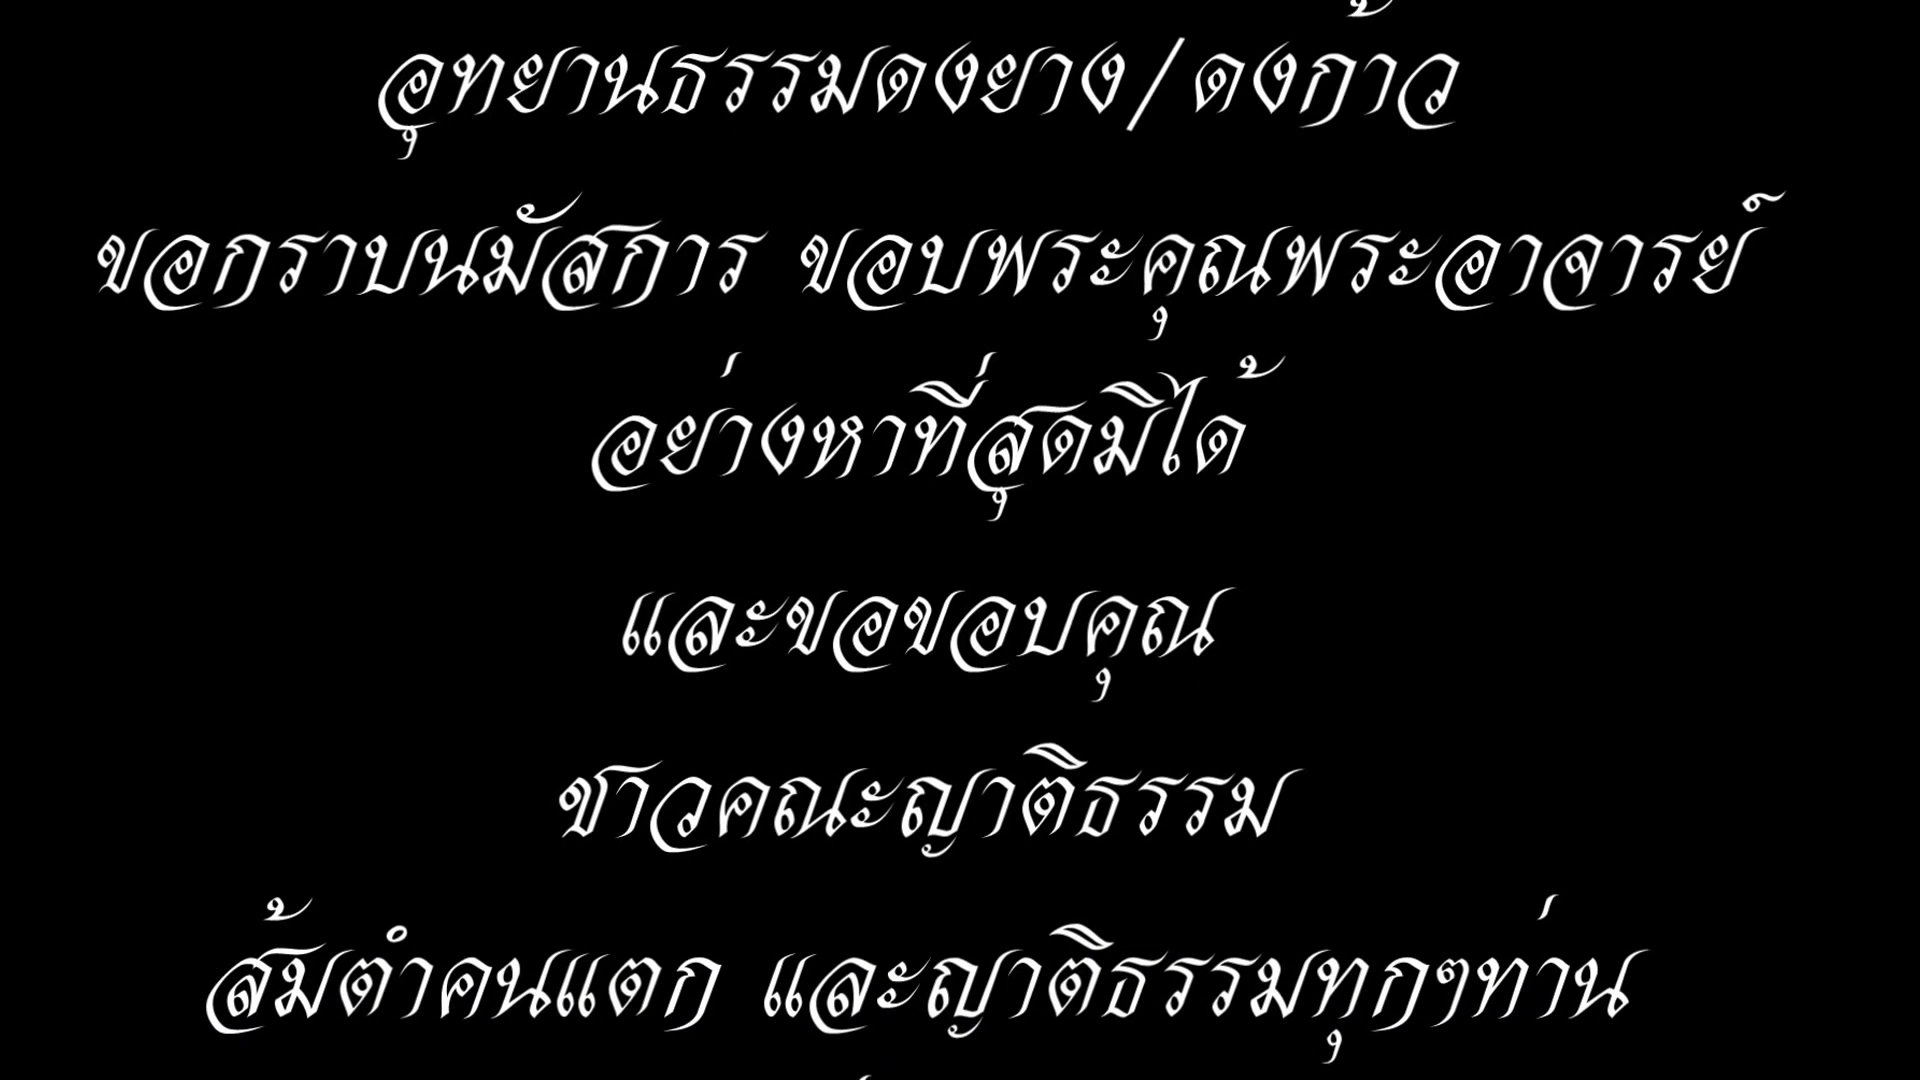 อุทยานธรรมดงยาง/ดงก้าว
ขอกราบนมัสการ ขอบพระคุณพระอาจารย์
อย่างหาที่สุดมิได้
และขอขอบคุณ
ชาวคณะญาติธรรม
ส้มตำคนแตก และญาติธรรมทุกๆท่าน